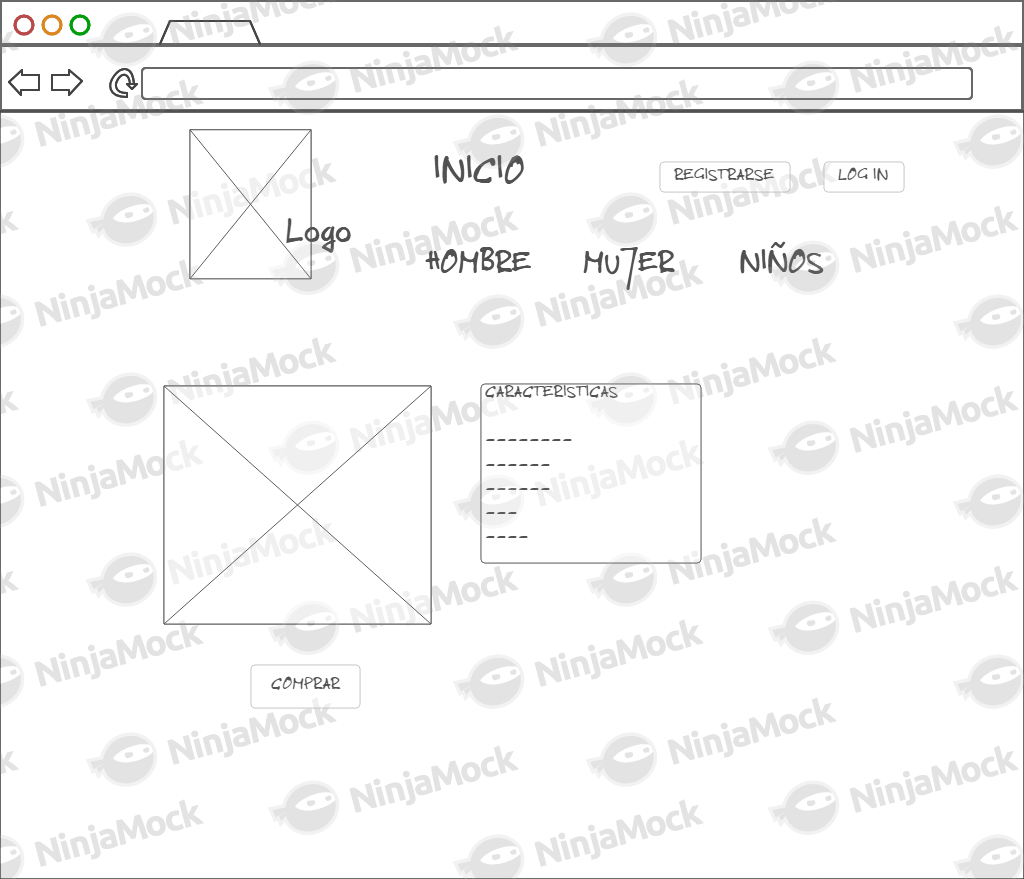 INICIO
REGISTRARSE
LOG IN
Logo
HOMBRE
MUJER
NIÑOS
CARACTERISTICAS
--------
------
------
---
----
COMPRAR
NinjaMock